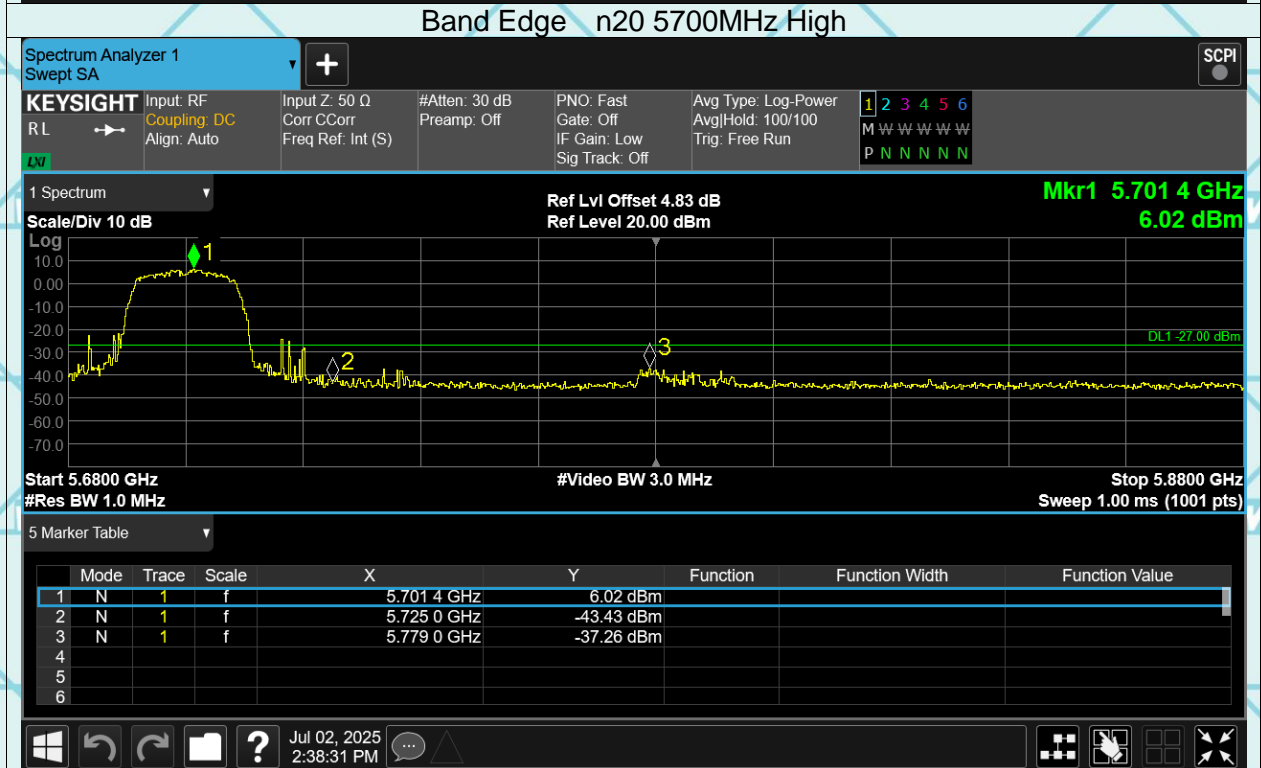 Band Edge n20 5700MHz High
Spectrum Analyzer 1
Swept SA
+
SCPI
KEYSIGHT
RL
LXI
Input: RF
Coupling: DC
Align: Auto
Input Z: 50 Ω
Corr CCorr
Freq Ref: Int (S)
#Atten: 30 dB
Preamp: Off
PNO: Fast
Gate: Off
IF Gain: Low
Sig Track: Off
Avg Type: Log-Power
Avg|Hold: 100/100
Trig: Free Run
1 2 3 4 5 6
M W W W W W
P N N N N N
1 Spectrum
Scale/Div 10 dB
Log
Ref Lvl Offset 4.83 dB
Ref Level 20.00 dBm
Mkr1 5.701 4 GHz
6.02 dBm
10.0
0.00
-10.0
-20.0
-30.0
-40.0
-50.0
-60.0
-70.0
1
2
3
DL1 -27.00 dBm
Start 5.6800 GHz
#Video BW 3.0 MHz
Stop 5.8800 GHz
#Res BW 1.0 MHz
Sweep 1.00 ms (1001 pts)
5 Marker Table
Mode Trace Scale X Y Function Function Width Function Value
1 N 1 f 5.701 4 GHz 6.02 dBm
2 N 1 f 5.725 0 GHz -43.43 dBm
3 N 1 f 5.779 0 GHz -37.26 dBm
4
5
6
?
Jul 02, 2025
2:38:31 PM